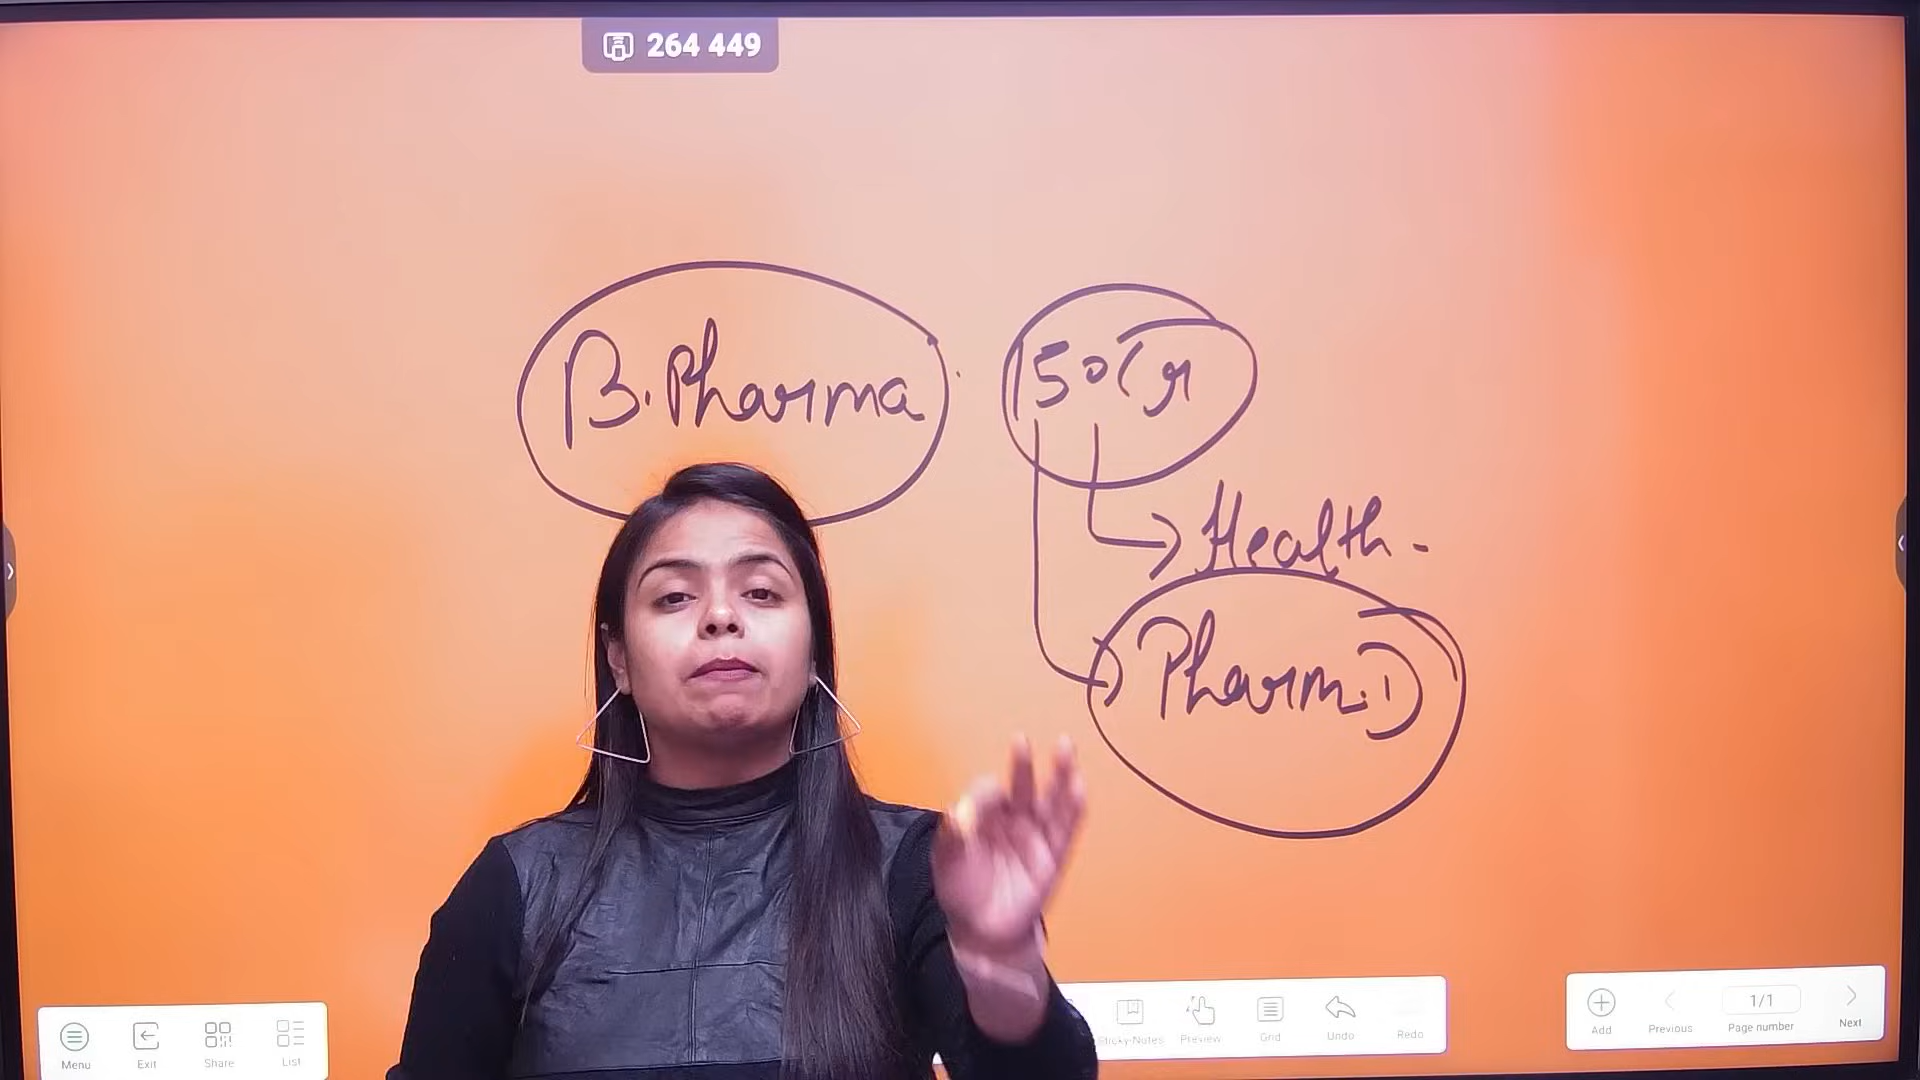 264 449
B. Pharma
Health.
Pharm. D
Menu
Exit
Share
List
Sticky-Notes
Preview
Grid
Undo
Redo
Add
Previous
1/1
Page number
Next